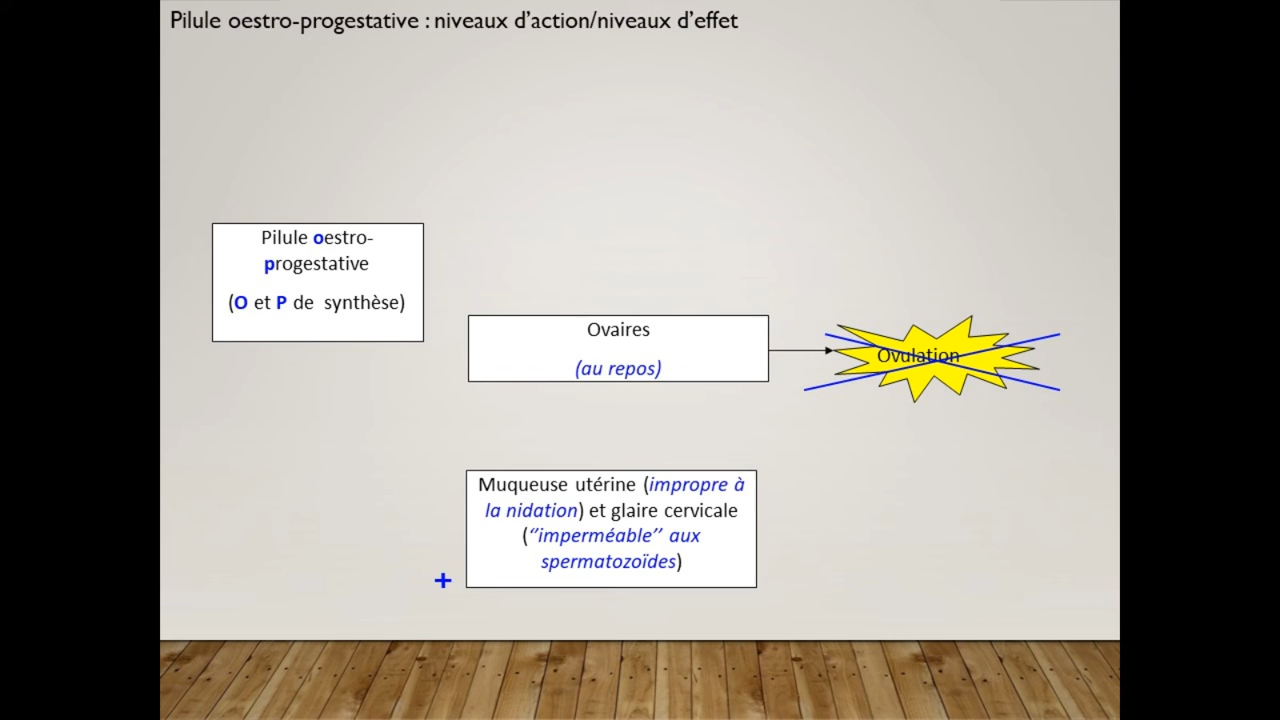 Pilule oestro-progestative : niveaux d’action/niveaux d’effet
Pilule oestro-
progestative
(O et P de synthèse)
Ovaires
(au repos)
Ovulation
Muqueuse utérine (impropre à
la nidation) et glaire cervicale
(‘’imperméable’’ aux
spermatozoïdes)
+